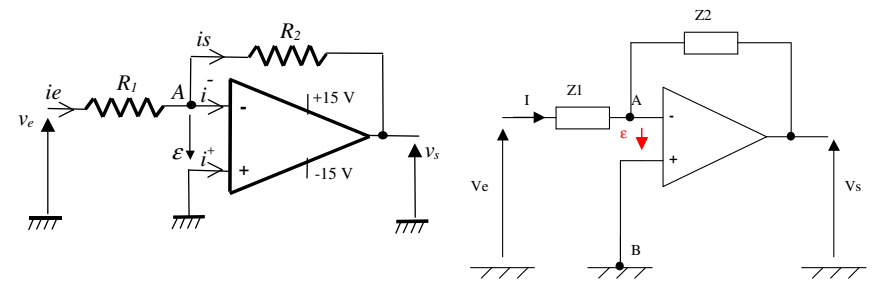 is
R₂
ie
R₁
A
i⁻
+15 V
-
vₑ
ε
i⁺
+
-15 V
vₛ
Z2
I
Z1
A
-
ε
+
Ve
Vs
B